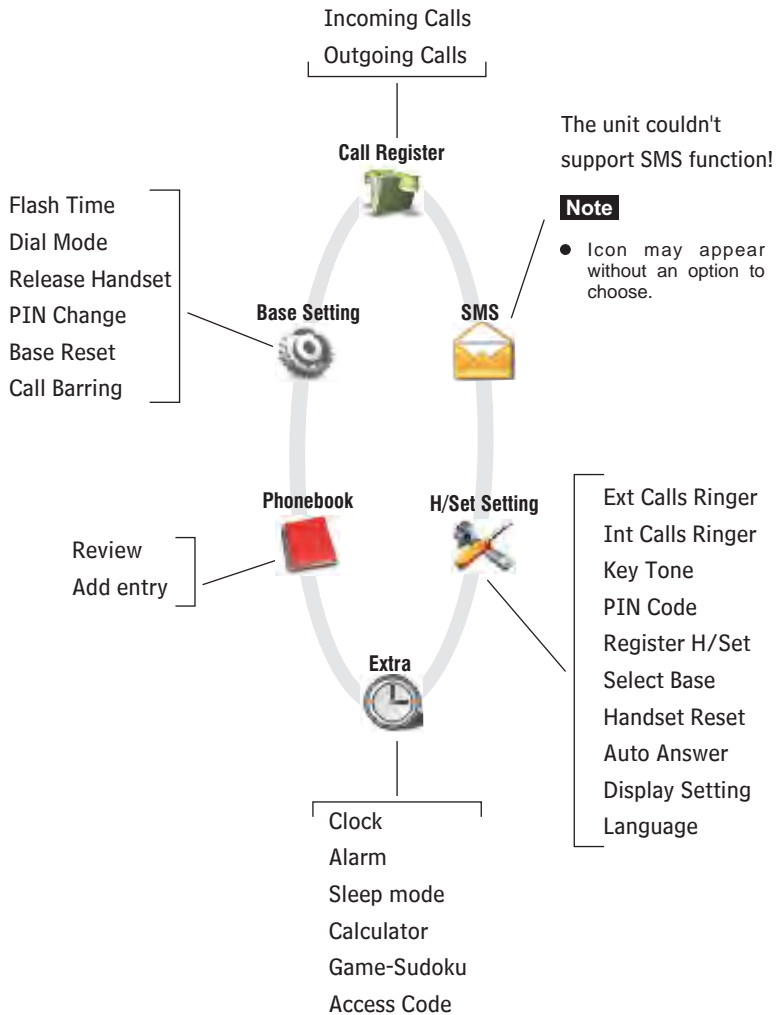 Incoming Calls
Outgoing Calls
Call Register
The unit couldn't
support SMS function!
Note
● Icon may appear
without an option to
choose.
Flash Time
Dial Mode
Release Handset
PIN Change
Base Reset
Call Barring
Base Setting
SMS
Phonebook
H/Set Setting
Review
Add entry
Ext Calls Ringer
Int Calls Ringer
Key Tone
PIN Code
Register H/Set
Select Base
Handset Reset
Auto Answer
Display Setting
Language
Extra
Clock
Alarm
Sleep mode
Calculator
Game-Sudoku
Access Code